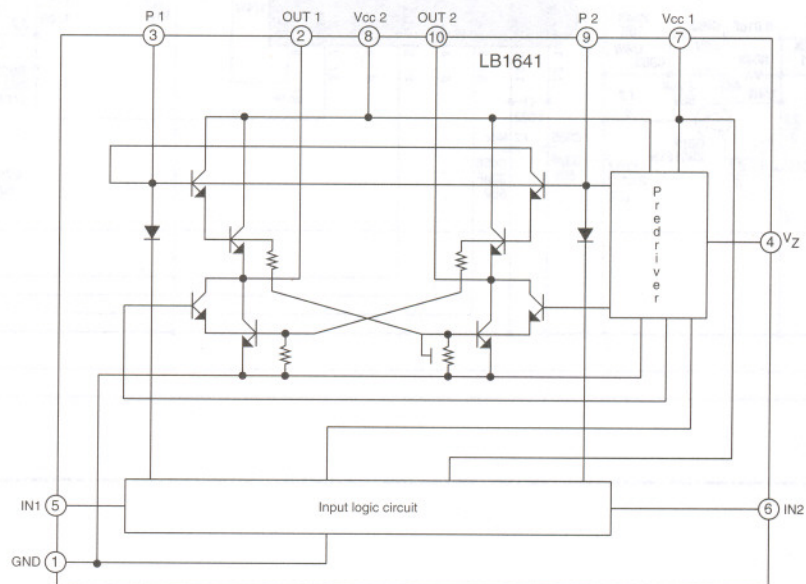 P 1
OUT 1
Vcc 2
OUT 2
P 2
Vcc 1
3
2
8
10
9
7
LB1641
Predriver
4
VZ
IN1
5
Input logic circuit
6
IN2
GND
1